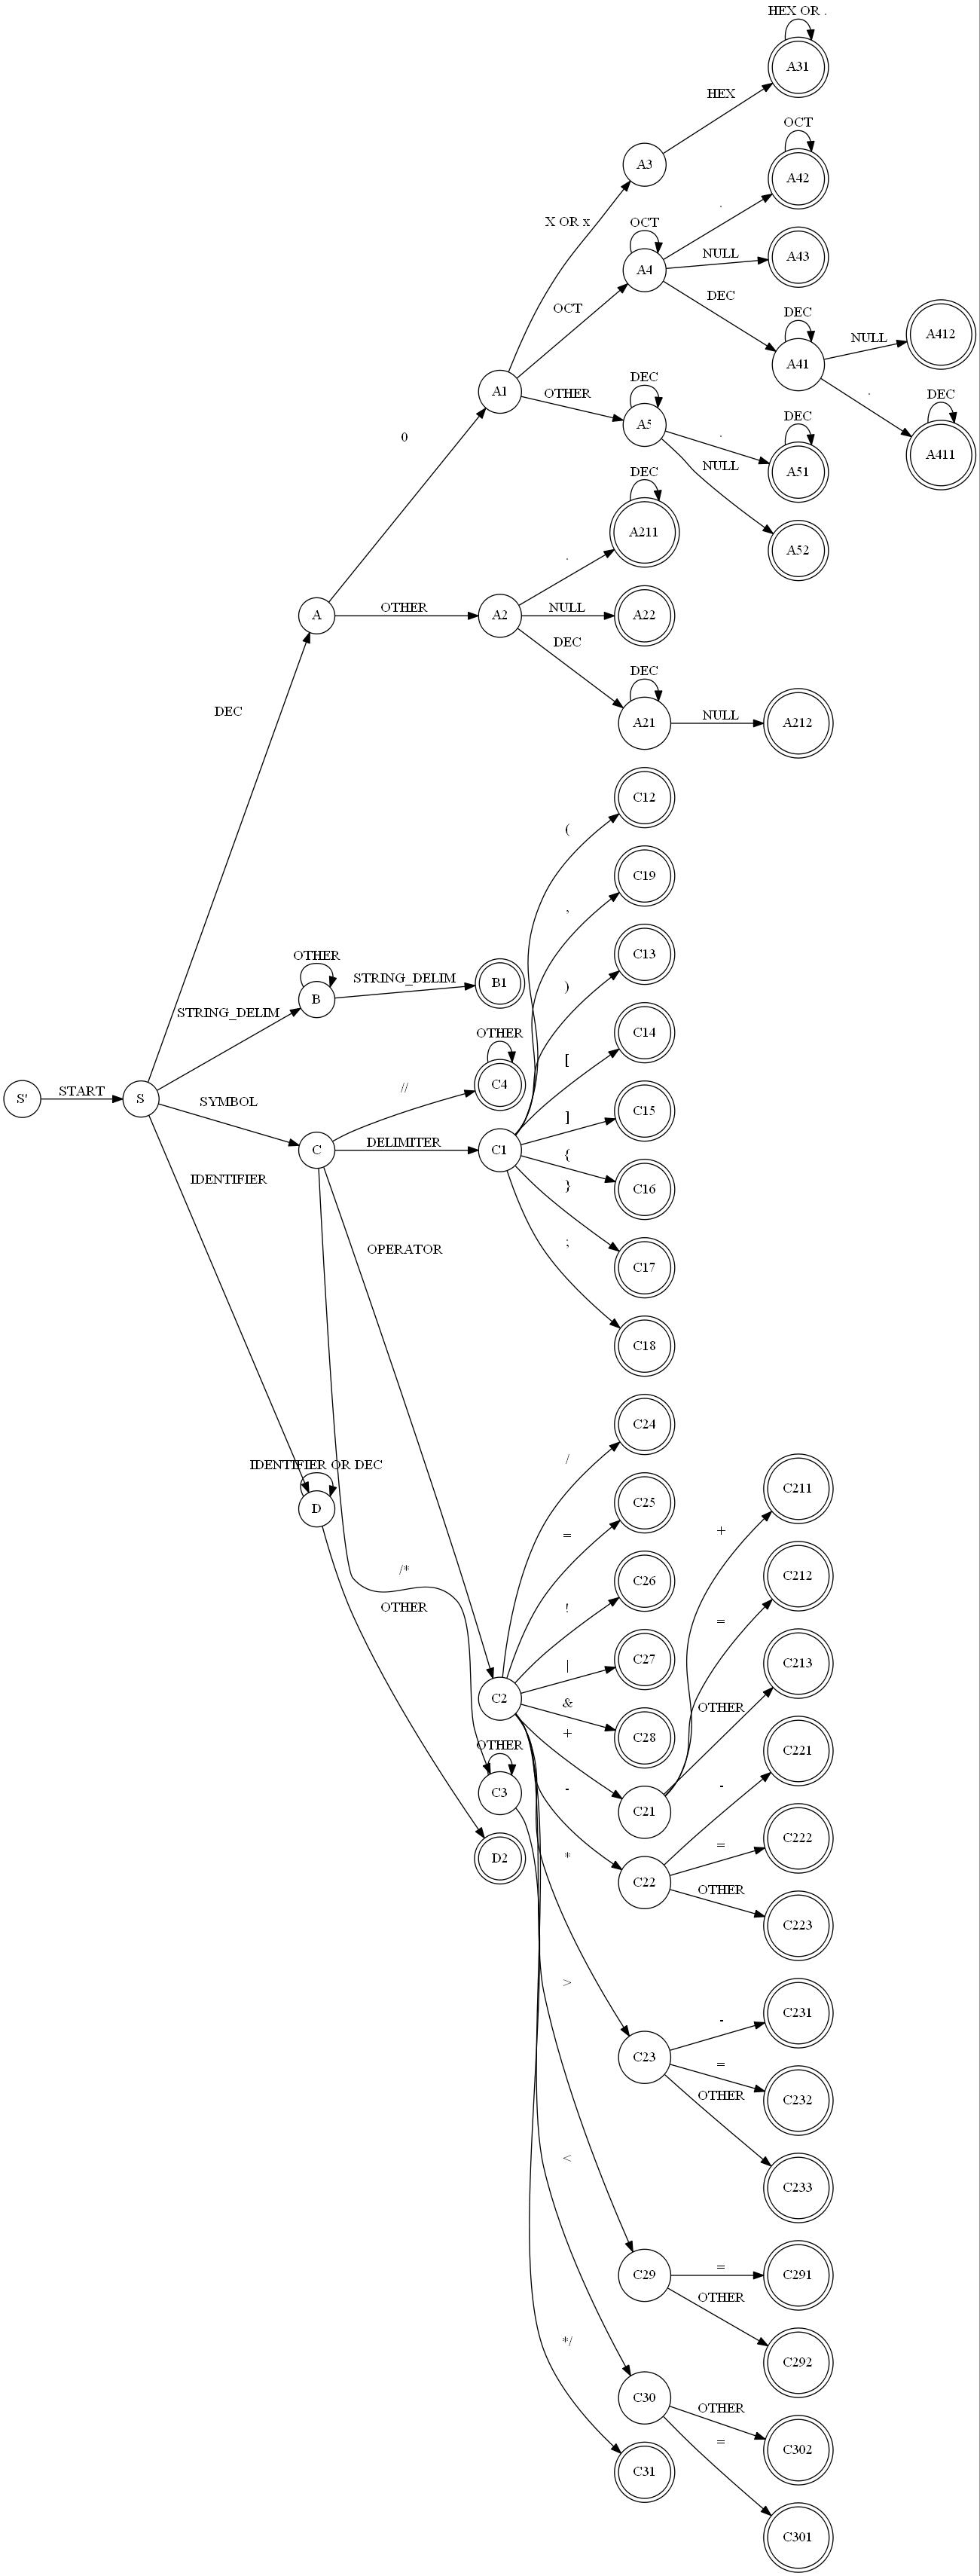 HEX OR .
A31
HEX
OCT
A42
A3
.
X OR x
OCT
NULL
A43
A4
DEC
OCT
DEC
NULL
A412
A41
.
DEC
A411
A1
OTHER
DEC
A5
.
DEC
A51
NULL
0
DEC
A211
A52
.
A
OTHER
A2
NULL
A22
DEC
DEC
A21
NULL
A212
DEC
C12
(
C19
,
OTHER
STRING_DELIM
B1
C13
)
B
STRING_DELIM
OTHER
C14
[
S'
START
S
SYMBOL
//
C4
C15
]
C
DELIMITER
C1
{
C16
}
IDENTIFIER
OPERATOR
;
C17
C18
C24
/
IDENTIFIER OR DEC
D
C25
=
C211
+
/*
C26
!
C212
=
OTHER
C27
|
C213
OTHER
C2
&
C28
+
OTHER
C3
-
C21
C221
-
D2
*
C22
=
C222
OTHER
C223
>
C231
-
C23
=
C232
OTHER
<
C233
C29
=
C291
OTHER
*/
C292
C30
OTHER
C302
=
C31
C301